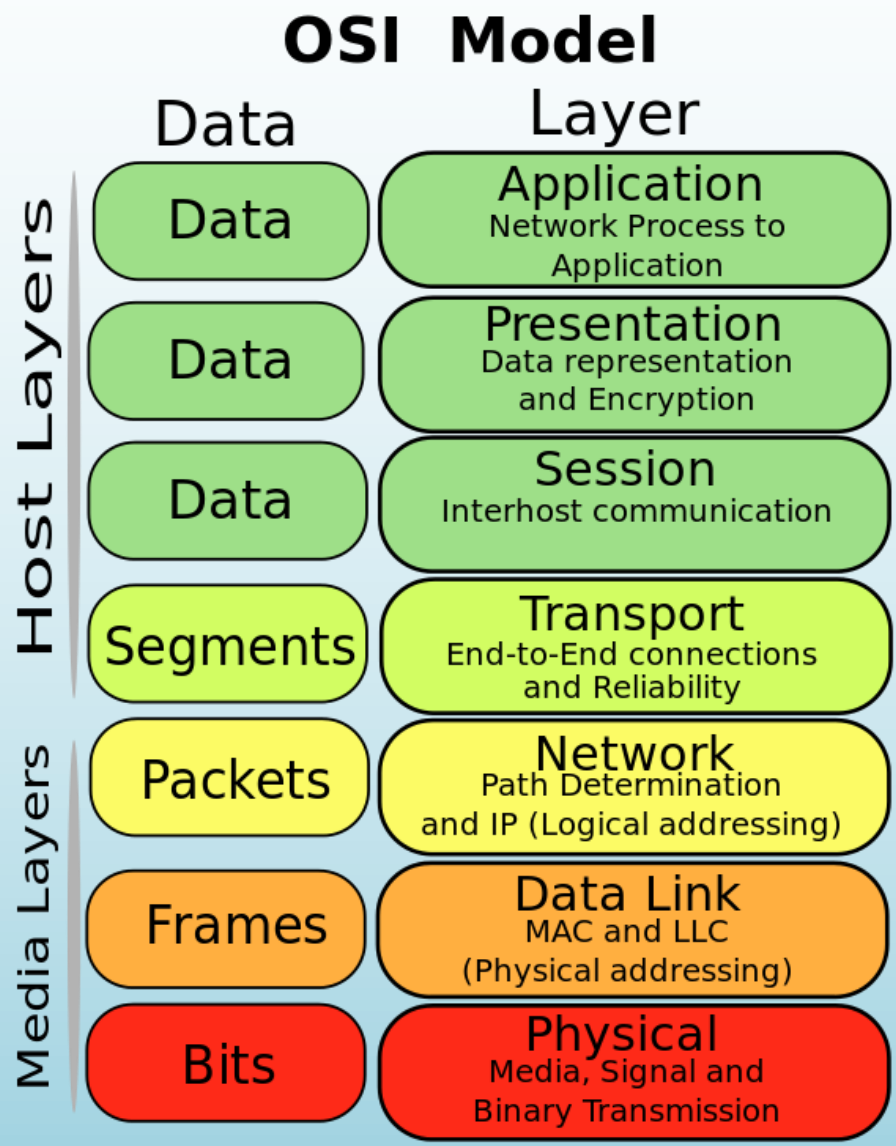 OSI Model
Data
Layer
Host Layers
Data
Application
Network Process to
Application
Data
Presentation
Data representation
and Encryption
Data
Session
Interhost communication
Segments
Transport
End-to-End connections
and Reliability
Media Layers
Packets
Network
Path Determination
and IP (Logical addressing)
Frames
Data Link
MAC and LLC
(Physical addressing)
Bits
Physical
Media, Signal and
Binary Transmission